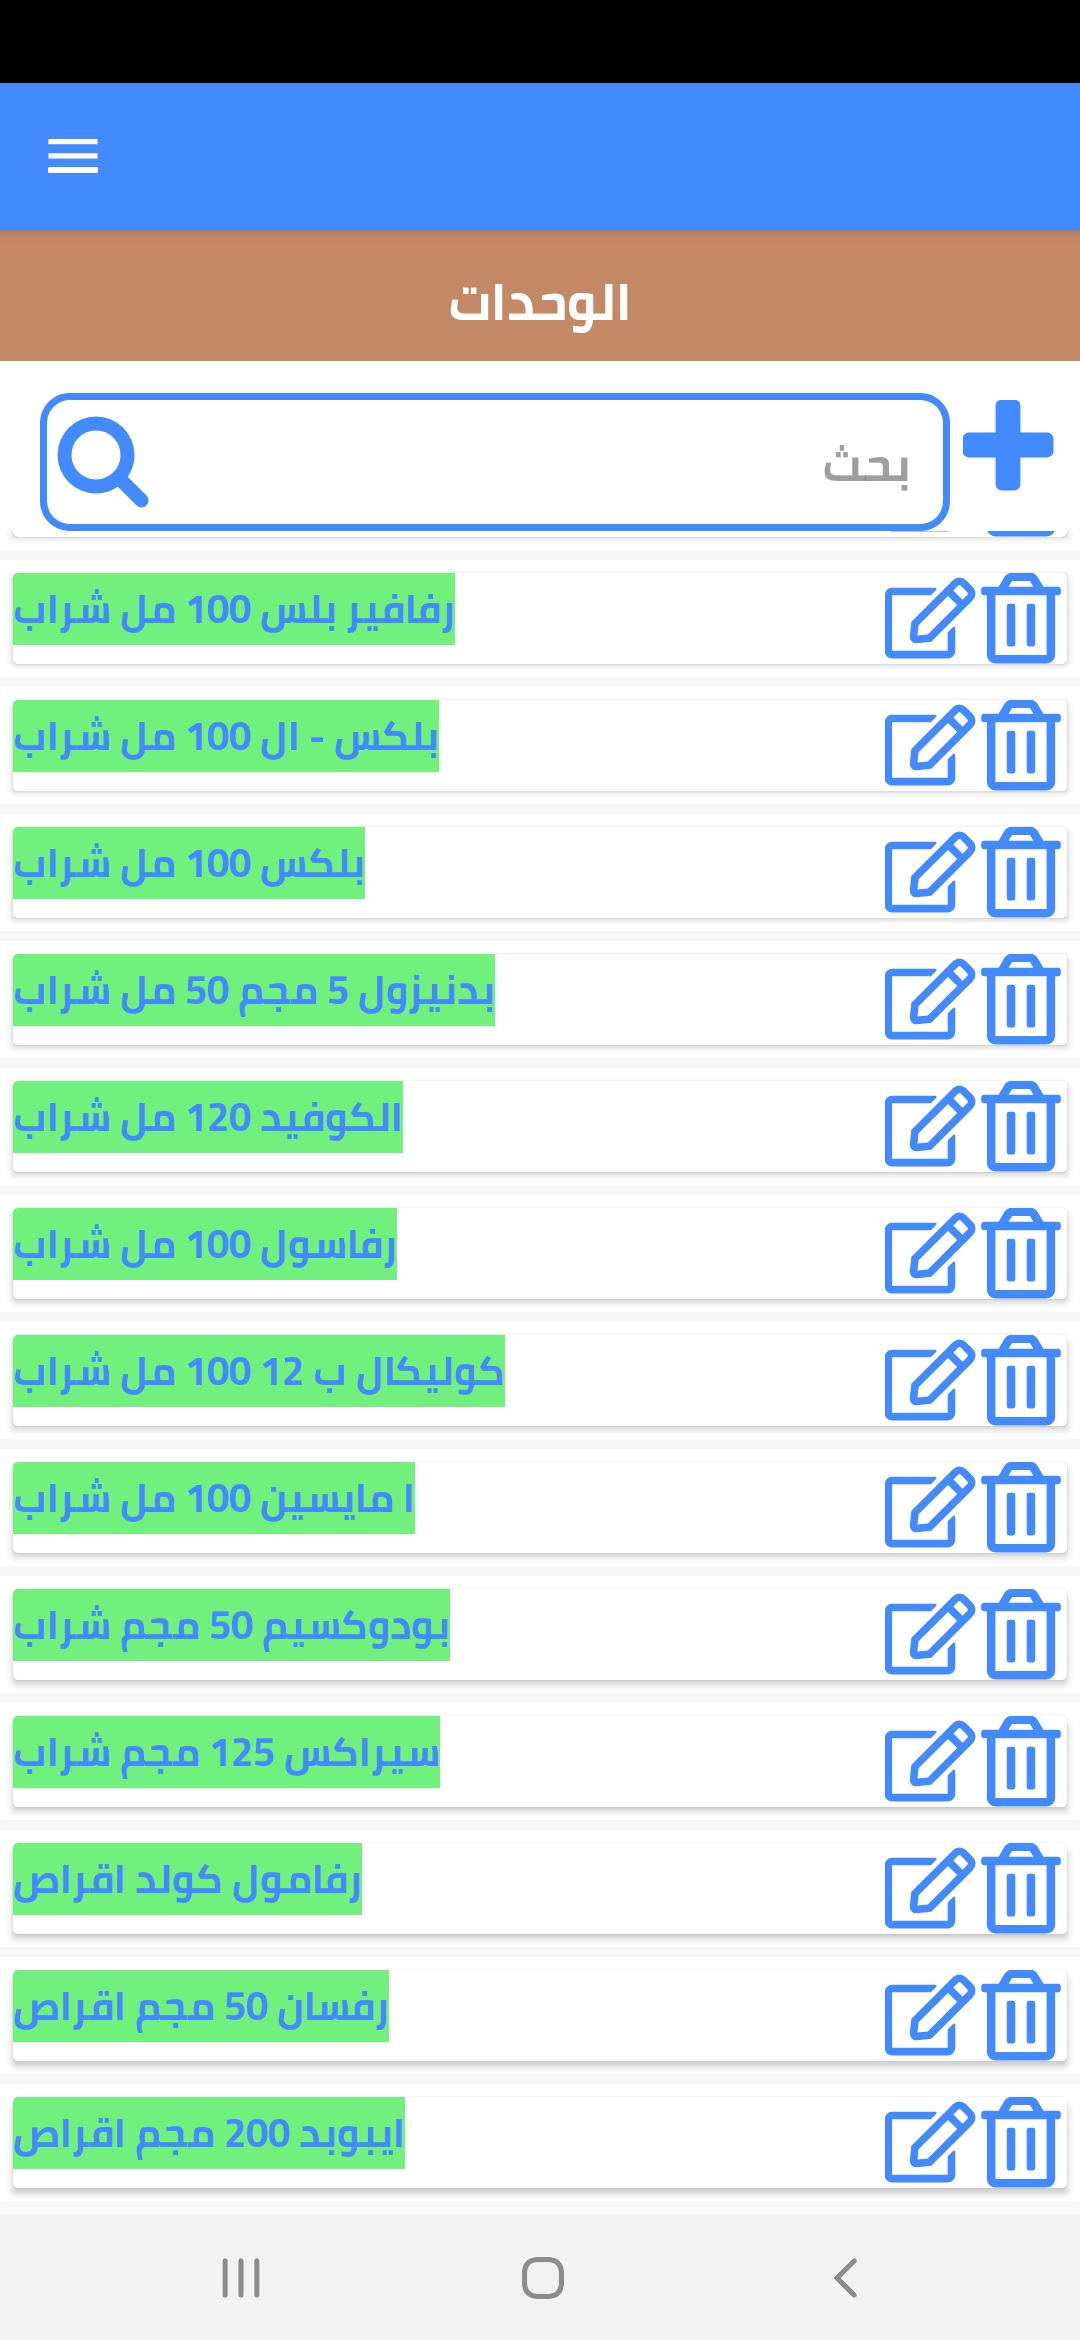 الوحدات
بحث
رفافير بلس 100 مل شراب
بلكس - ال 100 مل شراب
بلكس 100 مل شراب
بدنيزول 5 مجم 50 مل شراب
الكوفيد 120 مل شراب
رفاسول 100 مل شراب
كوليكال ب 12 100 مل شراب
ا مايسين 100 مل شراب
بودوكسيم 50 مجم شراب
سيراكس 125 مجم شراب
رفامول كولد اقراص
رفسان 50 مجم اقراص
ايبوبد 200 مجم اقراص